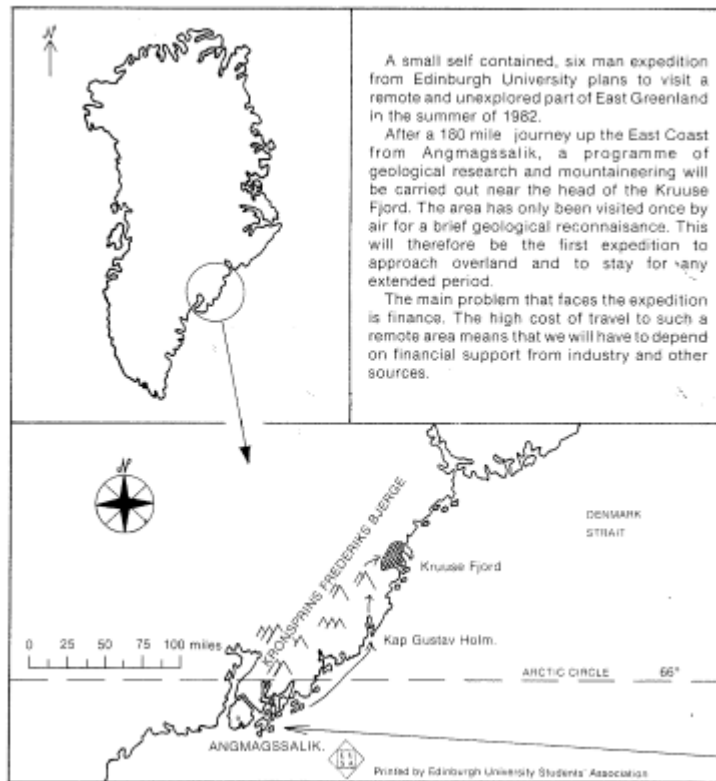 N
A small self contained, six man expedition
from Edinburgh University plans to visit a
remote and unexplored part of East Greenland
in the summer of 1982.
After a 180 mile journey up the East Coast
from Angmagssalik, a programme of
geological research and mountaineering will
be carried out near the head of the Kruuse
Fjord. The area has only been visited once by
air for a brief geological reconnaisance. This
will therefore be the first expedition to
approach overland and to stay for any
extended period.
The main problem that faces the expedition
is finance. The high cost of travel to such a
remote area means that we will have to depend
on financial support from industry and other
sources.
N
KRONSPRINS FREDERIKS BJERGE
DENMARK
STRAIT
Kruuse Fjord
Kap Gustav Holm.
0 25 50 75 100 miles
ARCTIC CIRCLE 66°
ANGMAGSSALIK.
Printed by Edinburgh University Students' Association